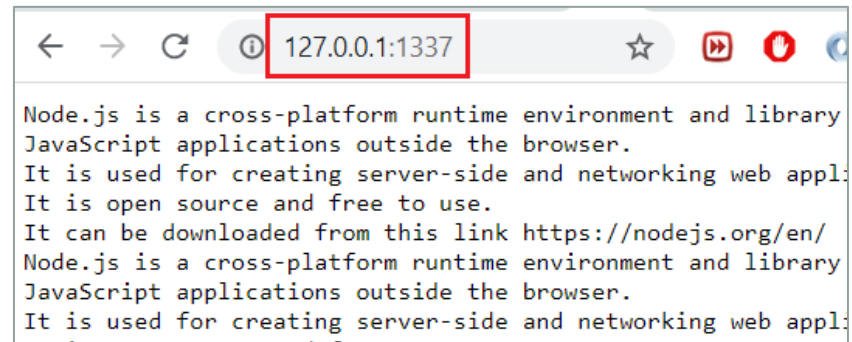 127.0.0.1:1337
Node.js is a cross-platform runtime environment and library
JavaScript applications outside the browser.
It is used for creating server-side and networking web
It is open source and free to use.
It can be downloaded from this link https://nodejs.org/en/
Node.js is a cross-platform runtime environment and library
JavaScript applications outside the browser.
It is used for creating server-side and networking web